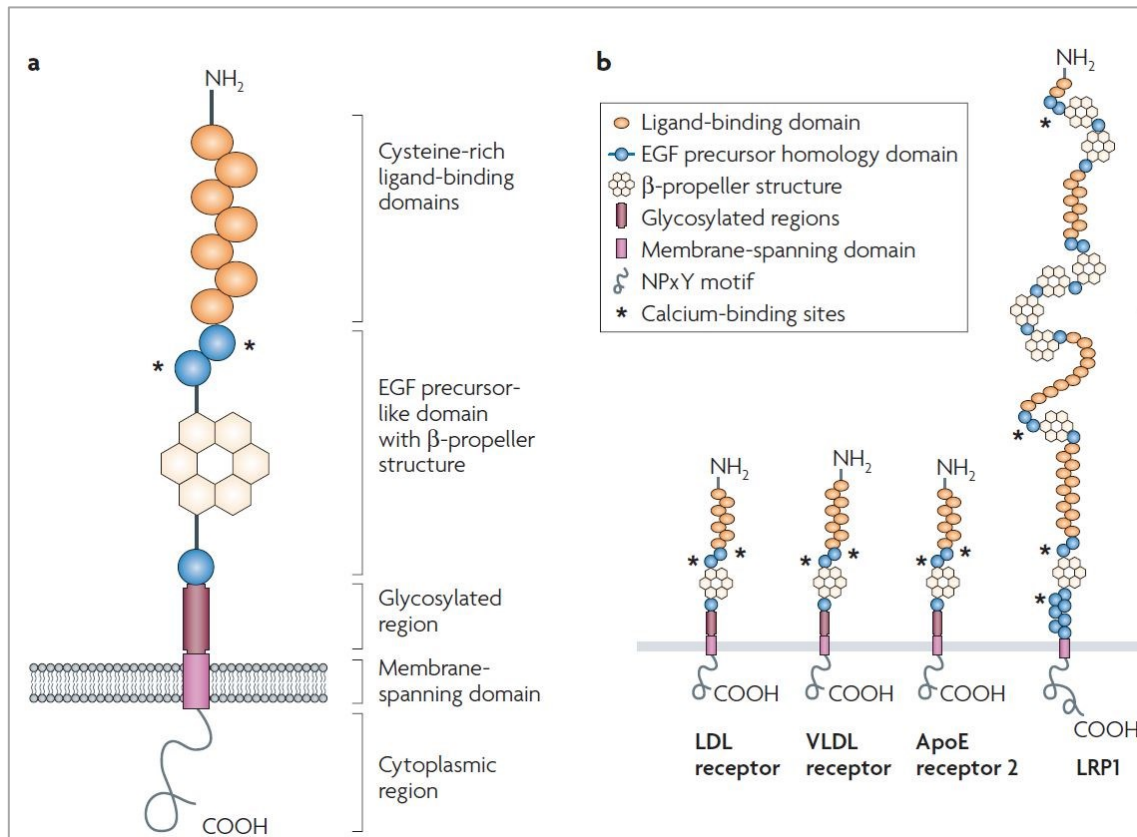 a
NH2
Cysteine-rich
ligand-binding
domains
*
*
EGF precursor-
like domain
with β-propeller
structure
Glycosylated
region
Membrane-
spanning domain
Cytoplasmic
region
COOH
b
Ligand-binding domain
EGF precursor homology domain
β-propeller structure
Glycosylated regions
Membrane-spanning domain
NPxY motif
* Calcium-binding sites
NH2
*
*
*
*
NH2
NH2
NH2
* *
* *
* *
COOH
COOH
COOH
COOH
LDL
receptor
VLDL
receptor
ApoE
receptor 2
LRP1